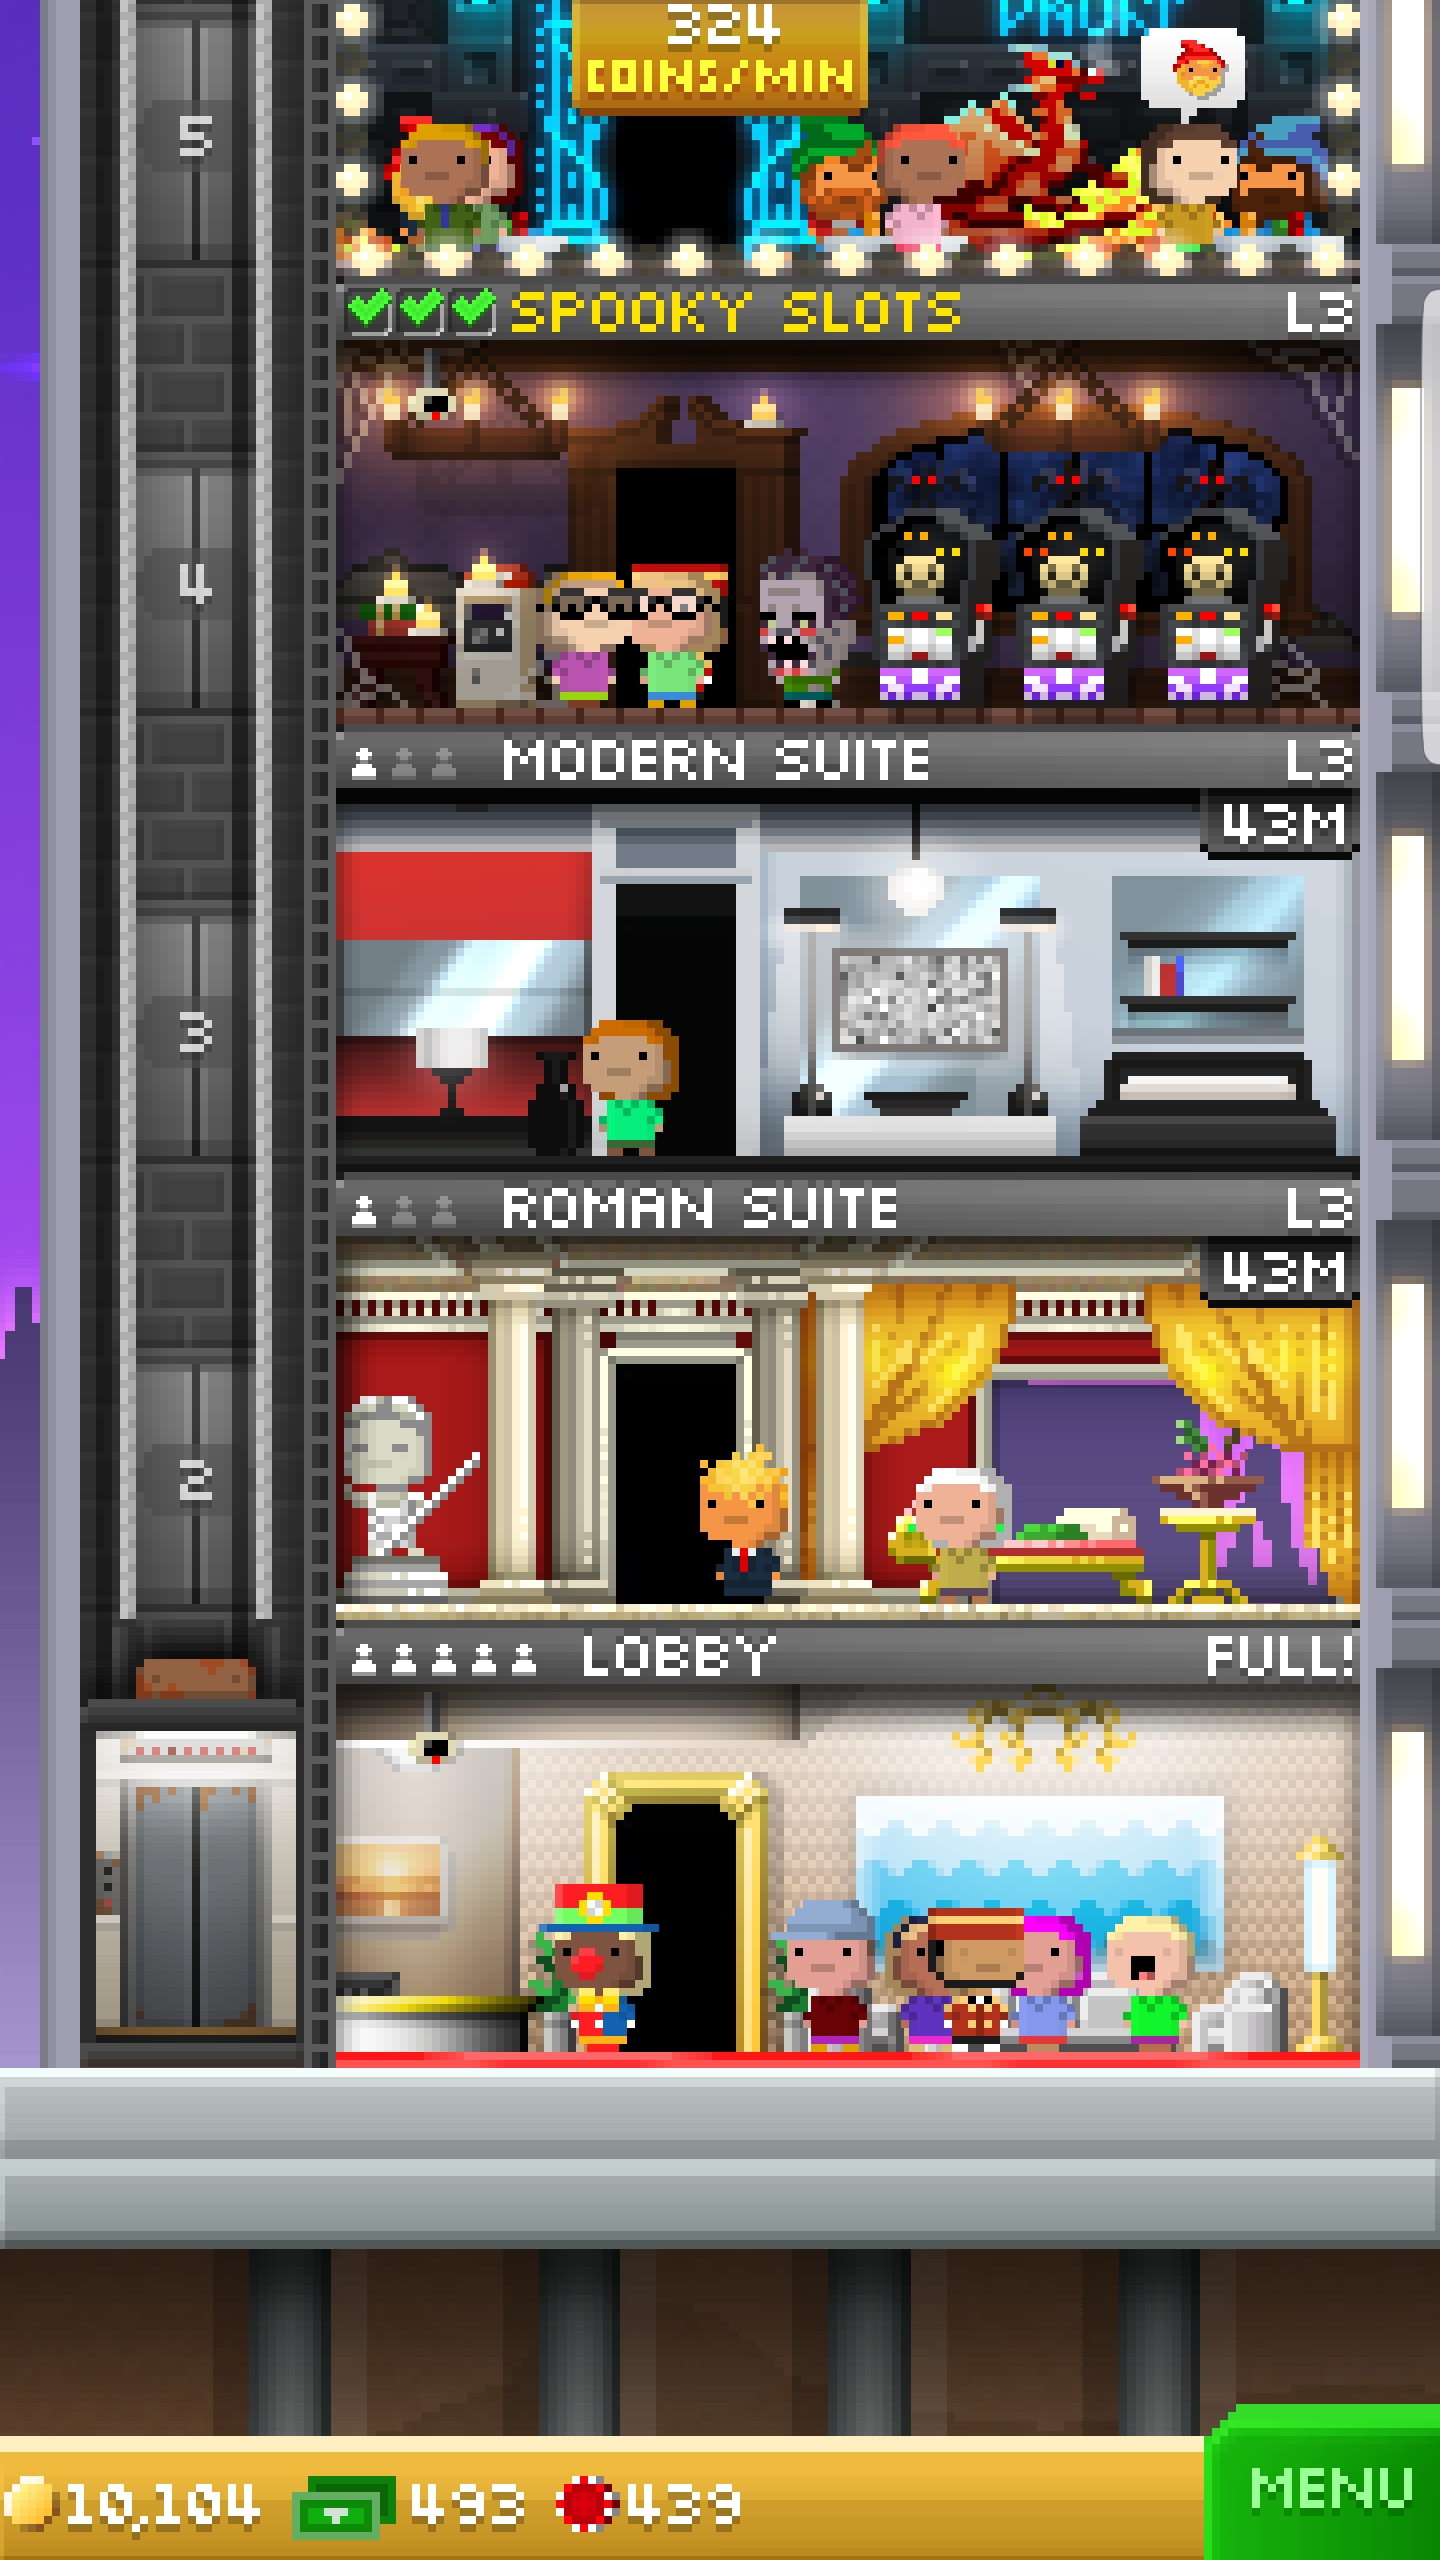 324
COINS/MIN
5
SPOOKY SLOTS L3
4
MODERN SUITE L3
43M
3
ROMAN SUITE L3
43M
2
LOBBY FULL!
10,104 493 439
MENU